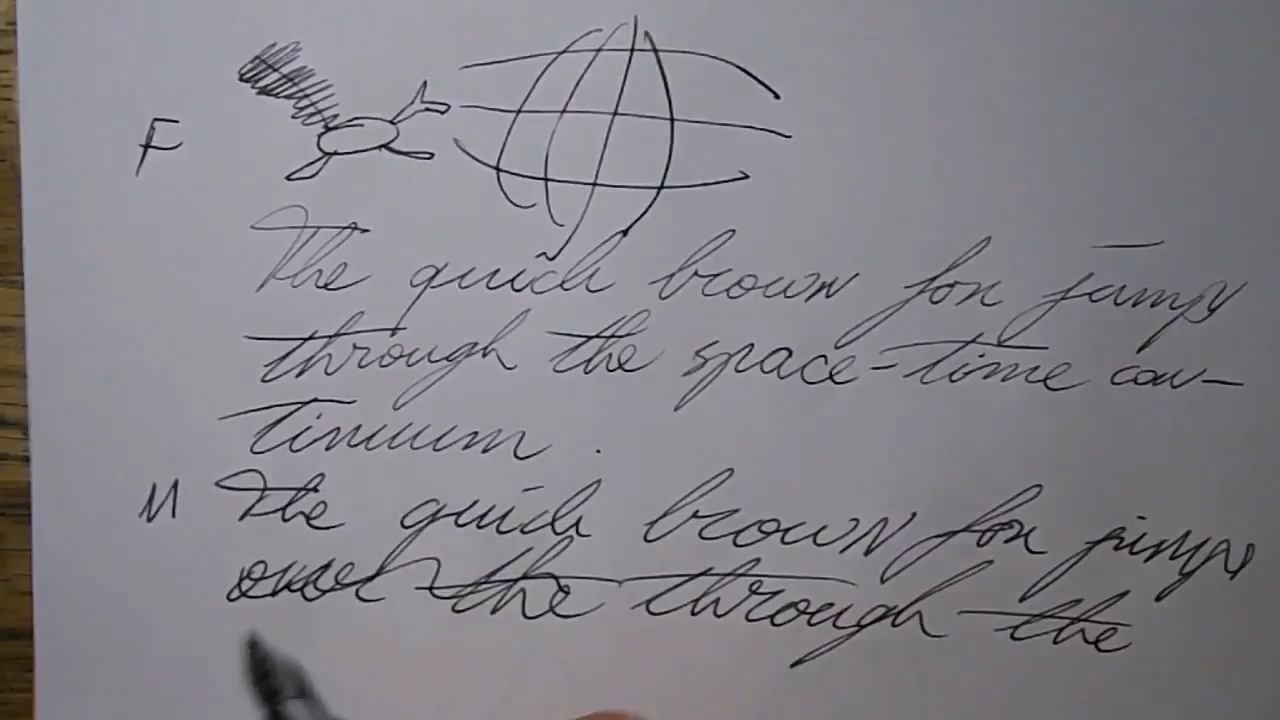 F
The quick brown fox jumps
through the space-time con-
tinuum.
M The quick brown fox jumps
over the through the